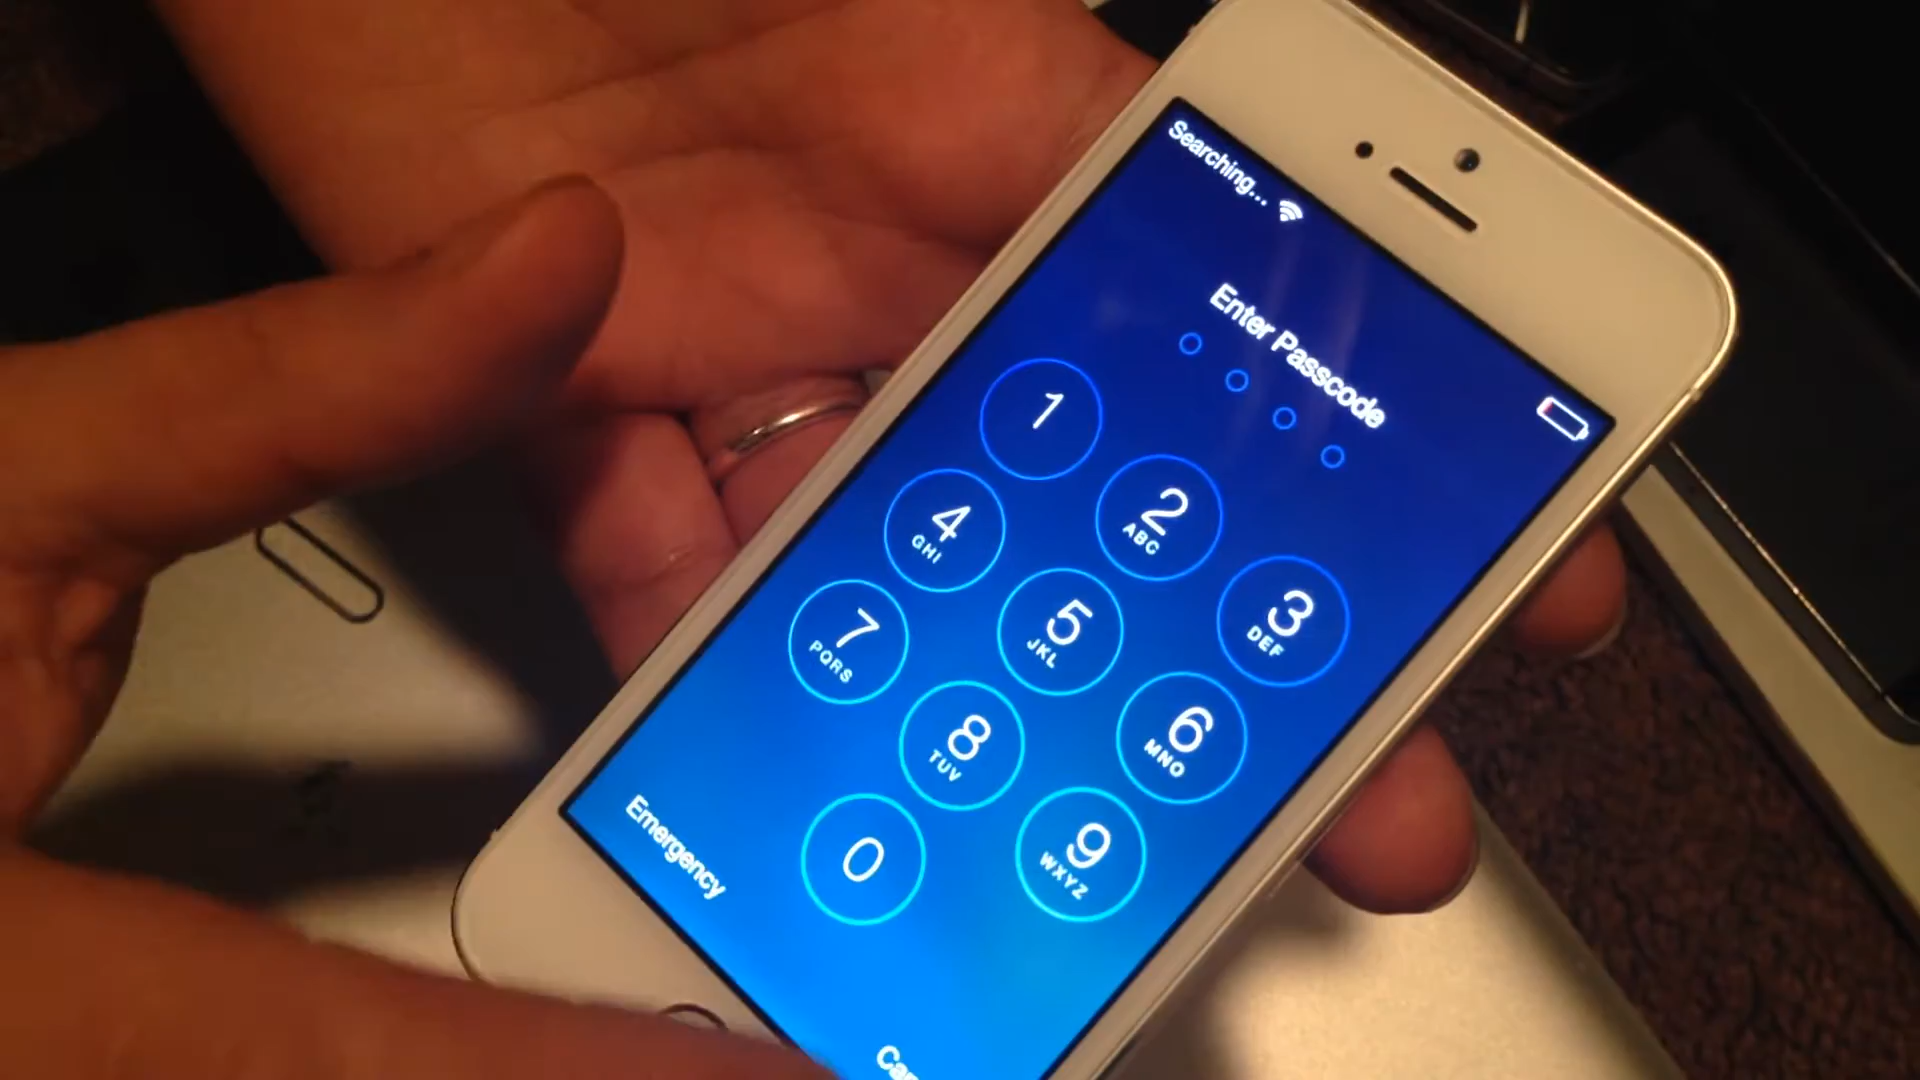 Searching...
Enter Passcode
1
2
ABC
3
DEF
4
GHI
5
JKL
6
MNO
7
PQRS
8
TUV
9
WXYZ
0
Emergency